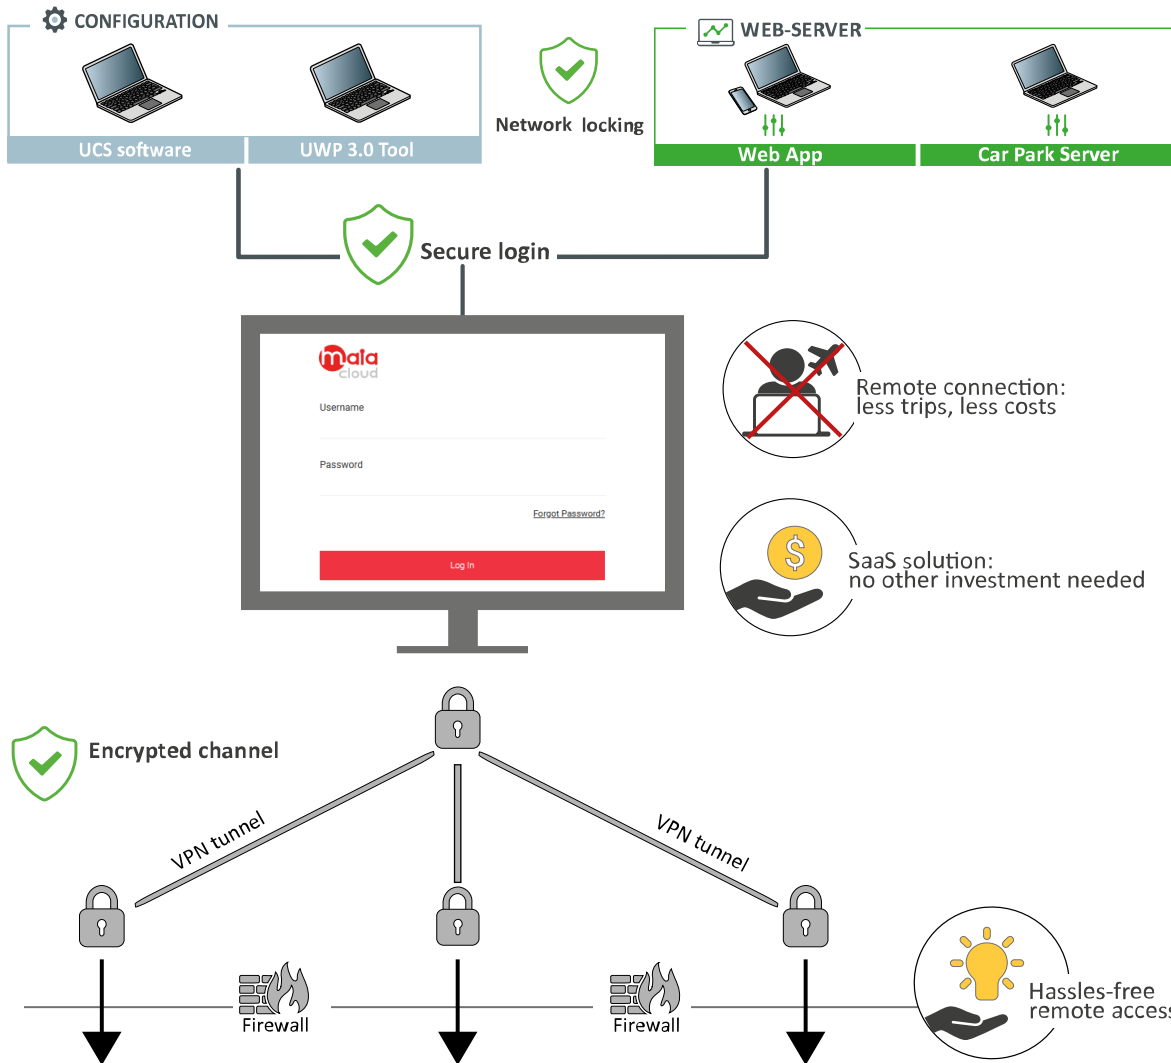 CONFIGURATION
WEB-SERVER
Network locking
UCS software
UWP 3.0 Tool
Web App
Car Park Server
Secure login
maia
cloud
Username
Password
Forgot Password?
Log In
Remote connection:
less trips, less costs
$
SaaS solution:
no other investment needed
Encrypted channel
VPN tunnel
VPN tunnel
Firewall
Firewall
Hassles-free
remote access